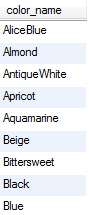 color_name
AliceBlue
Almond
AntiqueWhite
Apricot
Aquamarine
Beige
Bittersweet
Black
Blue